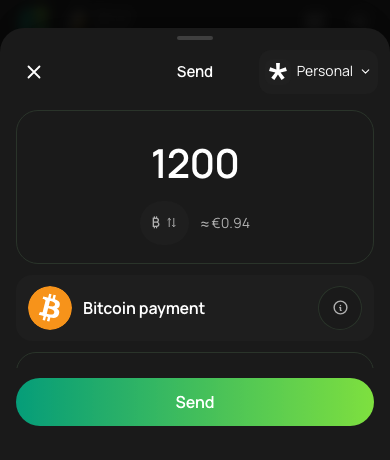 Send
Personal
1200
₿
≈ €0.94
Bitcoin payment
Send